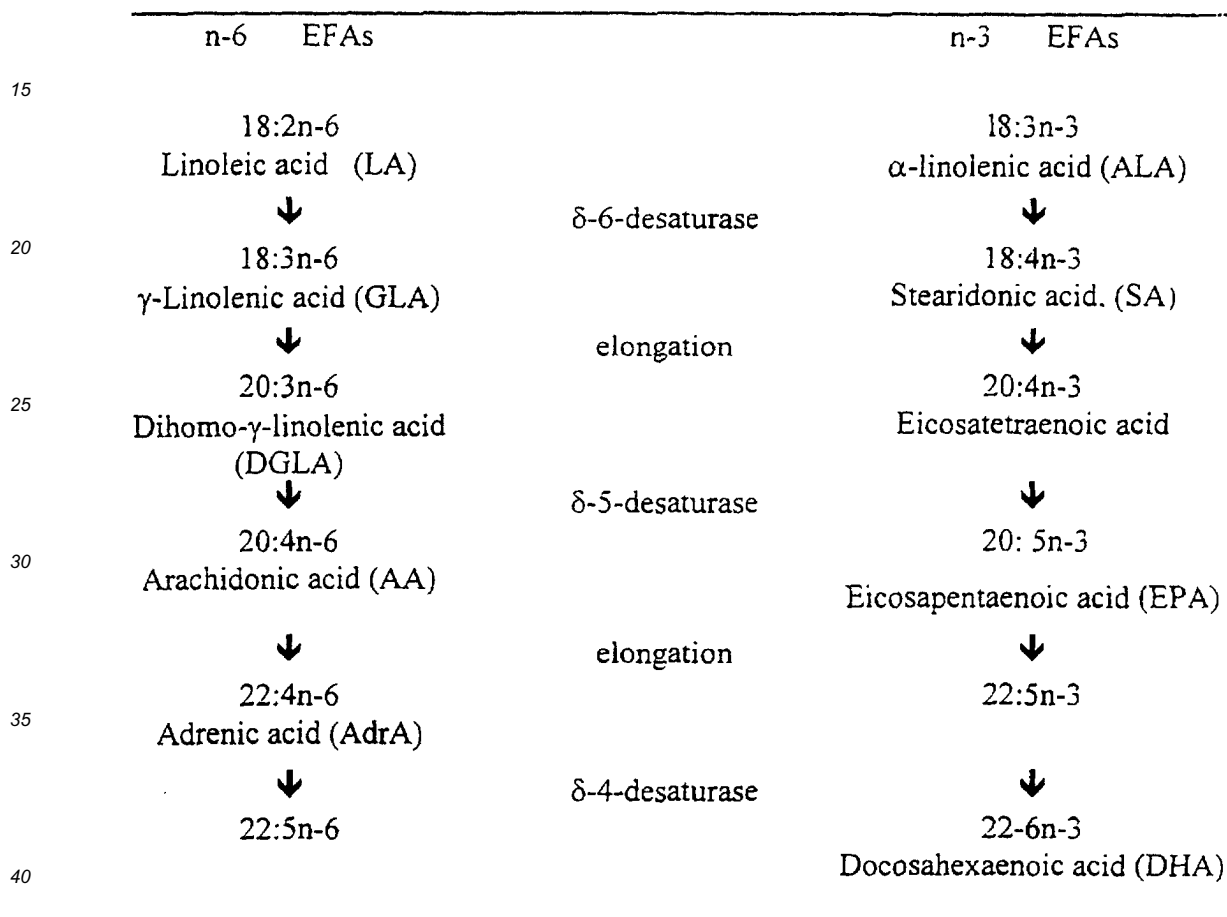 n-6 EFAs n-3 EFAs
15
18:2n-6 18:3n-3
Linoleic acid (LA) α-linolenic acid (ALA)
δ-6-desaturase
20
18:3n-6 18:4n-3
γ-Linolenic acid (GLA) Stearidonic acid. (SA)
elongation
20:3n-6 20:4n-3
25
Dihomo-γ-linolenic acid Eicosatetraenoic acid
(DGLA)
δ-5-desaturase
20:4n-6 20: 5n-3
30
Arachidonic acid (AA)
Eicosapentaenoic acid (EPA)
elongation
22:4n-6 22:5n-3
35
Adrenic acid (AdrA)
δ-4-desaturase
22:5n-6 22-6n-3
Docosahexaenoic acid (DHA)
40